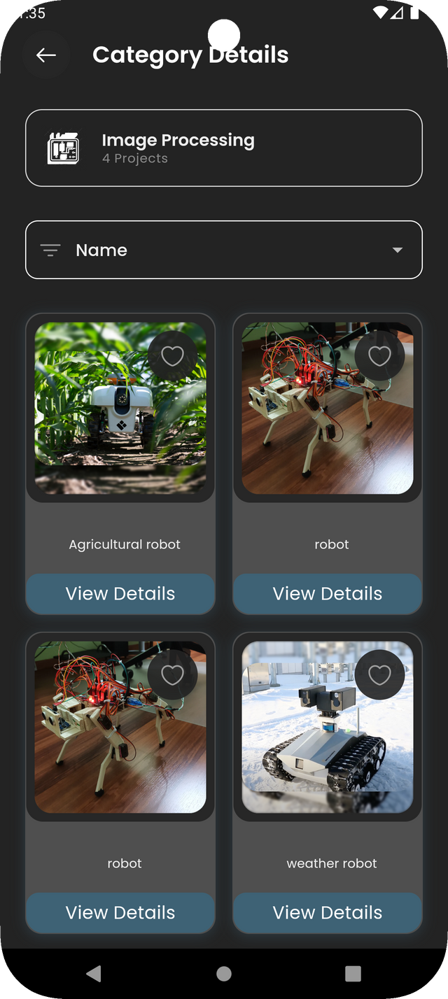 :35
Category Details
Image Processing
4 Projects
Name
Agricultural robot
robot
View Details
View Details
robot
weather robot
View Details
View Details